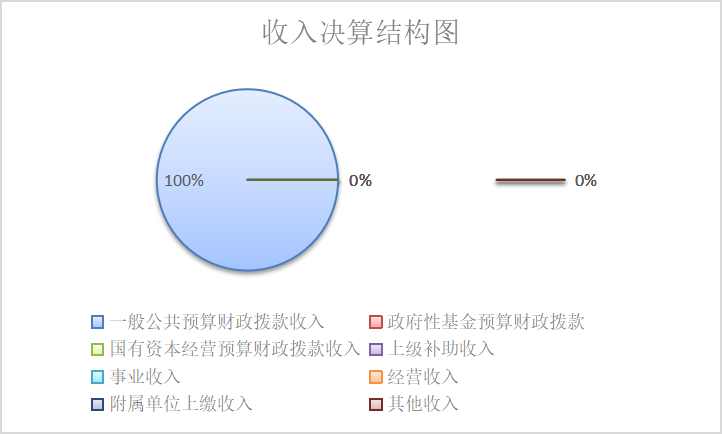 收入决算结构图
100%
0%
0%
一般公共预算财政拨款收入
政府性基金预算财政拨款
国有资本经营预算财政拨款收入
上级补助收入
事业收入
经营收入
附属单位上缴收入
其他收入